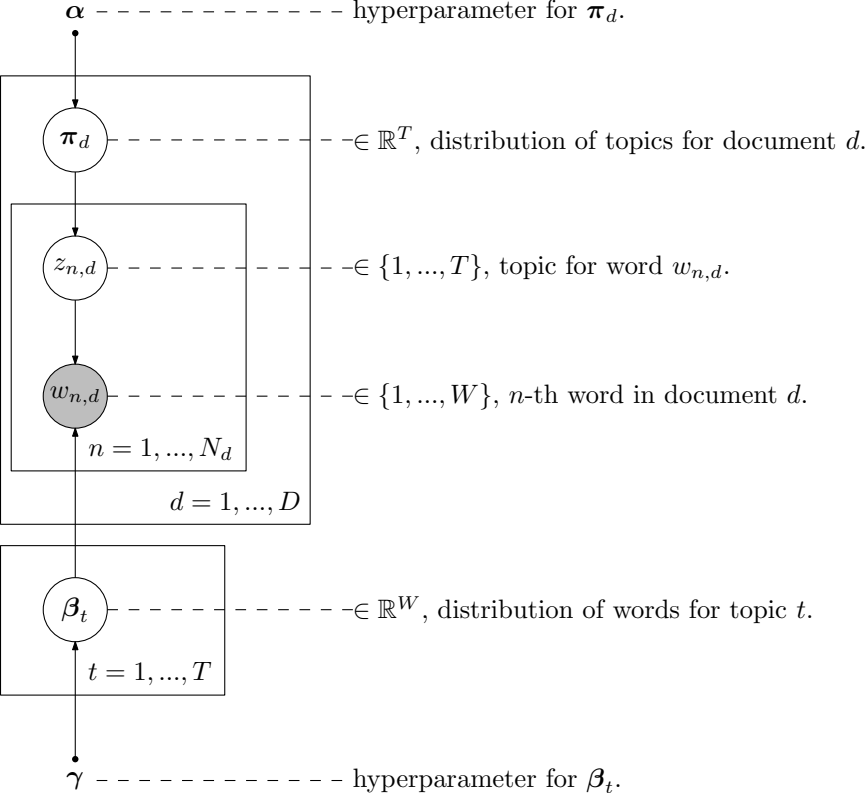 α hyperparameter for π_d.
π_d ∈ ℝ^T, distribution of topics for document d.
z_{n,d} ∈ {1, ..., T}, topic for word w_{n,d}.
w_{n,d} ∈ {1, ..., W}, n-th word in document d.
n = 1, ..., N_d
d = 1, ..., D
β_t ∈ ℝ^W, distribution of words for topic t.
t = 1, ..., T
γ hyperparameter for β_t.